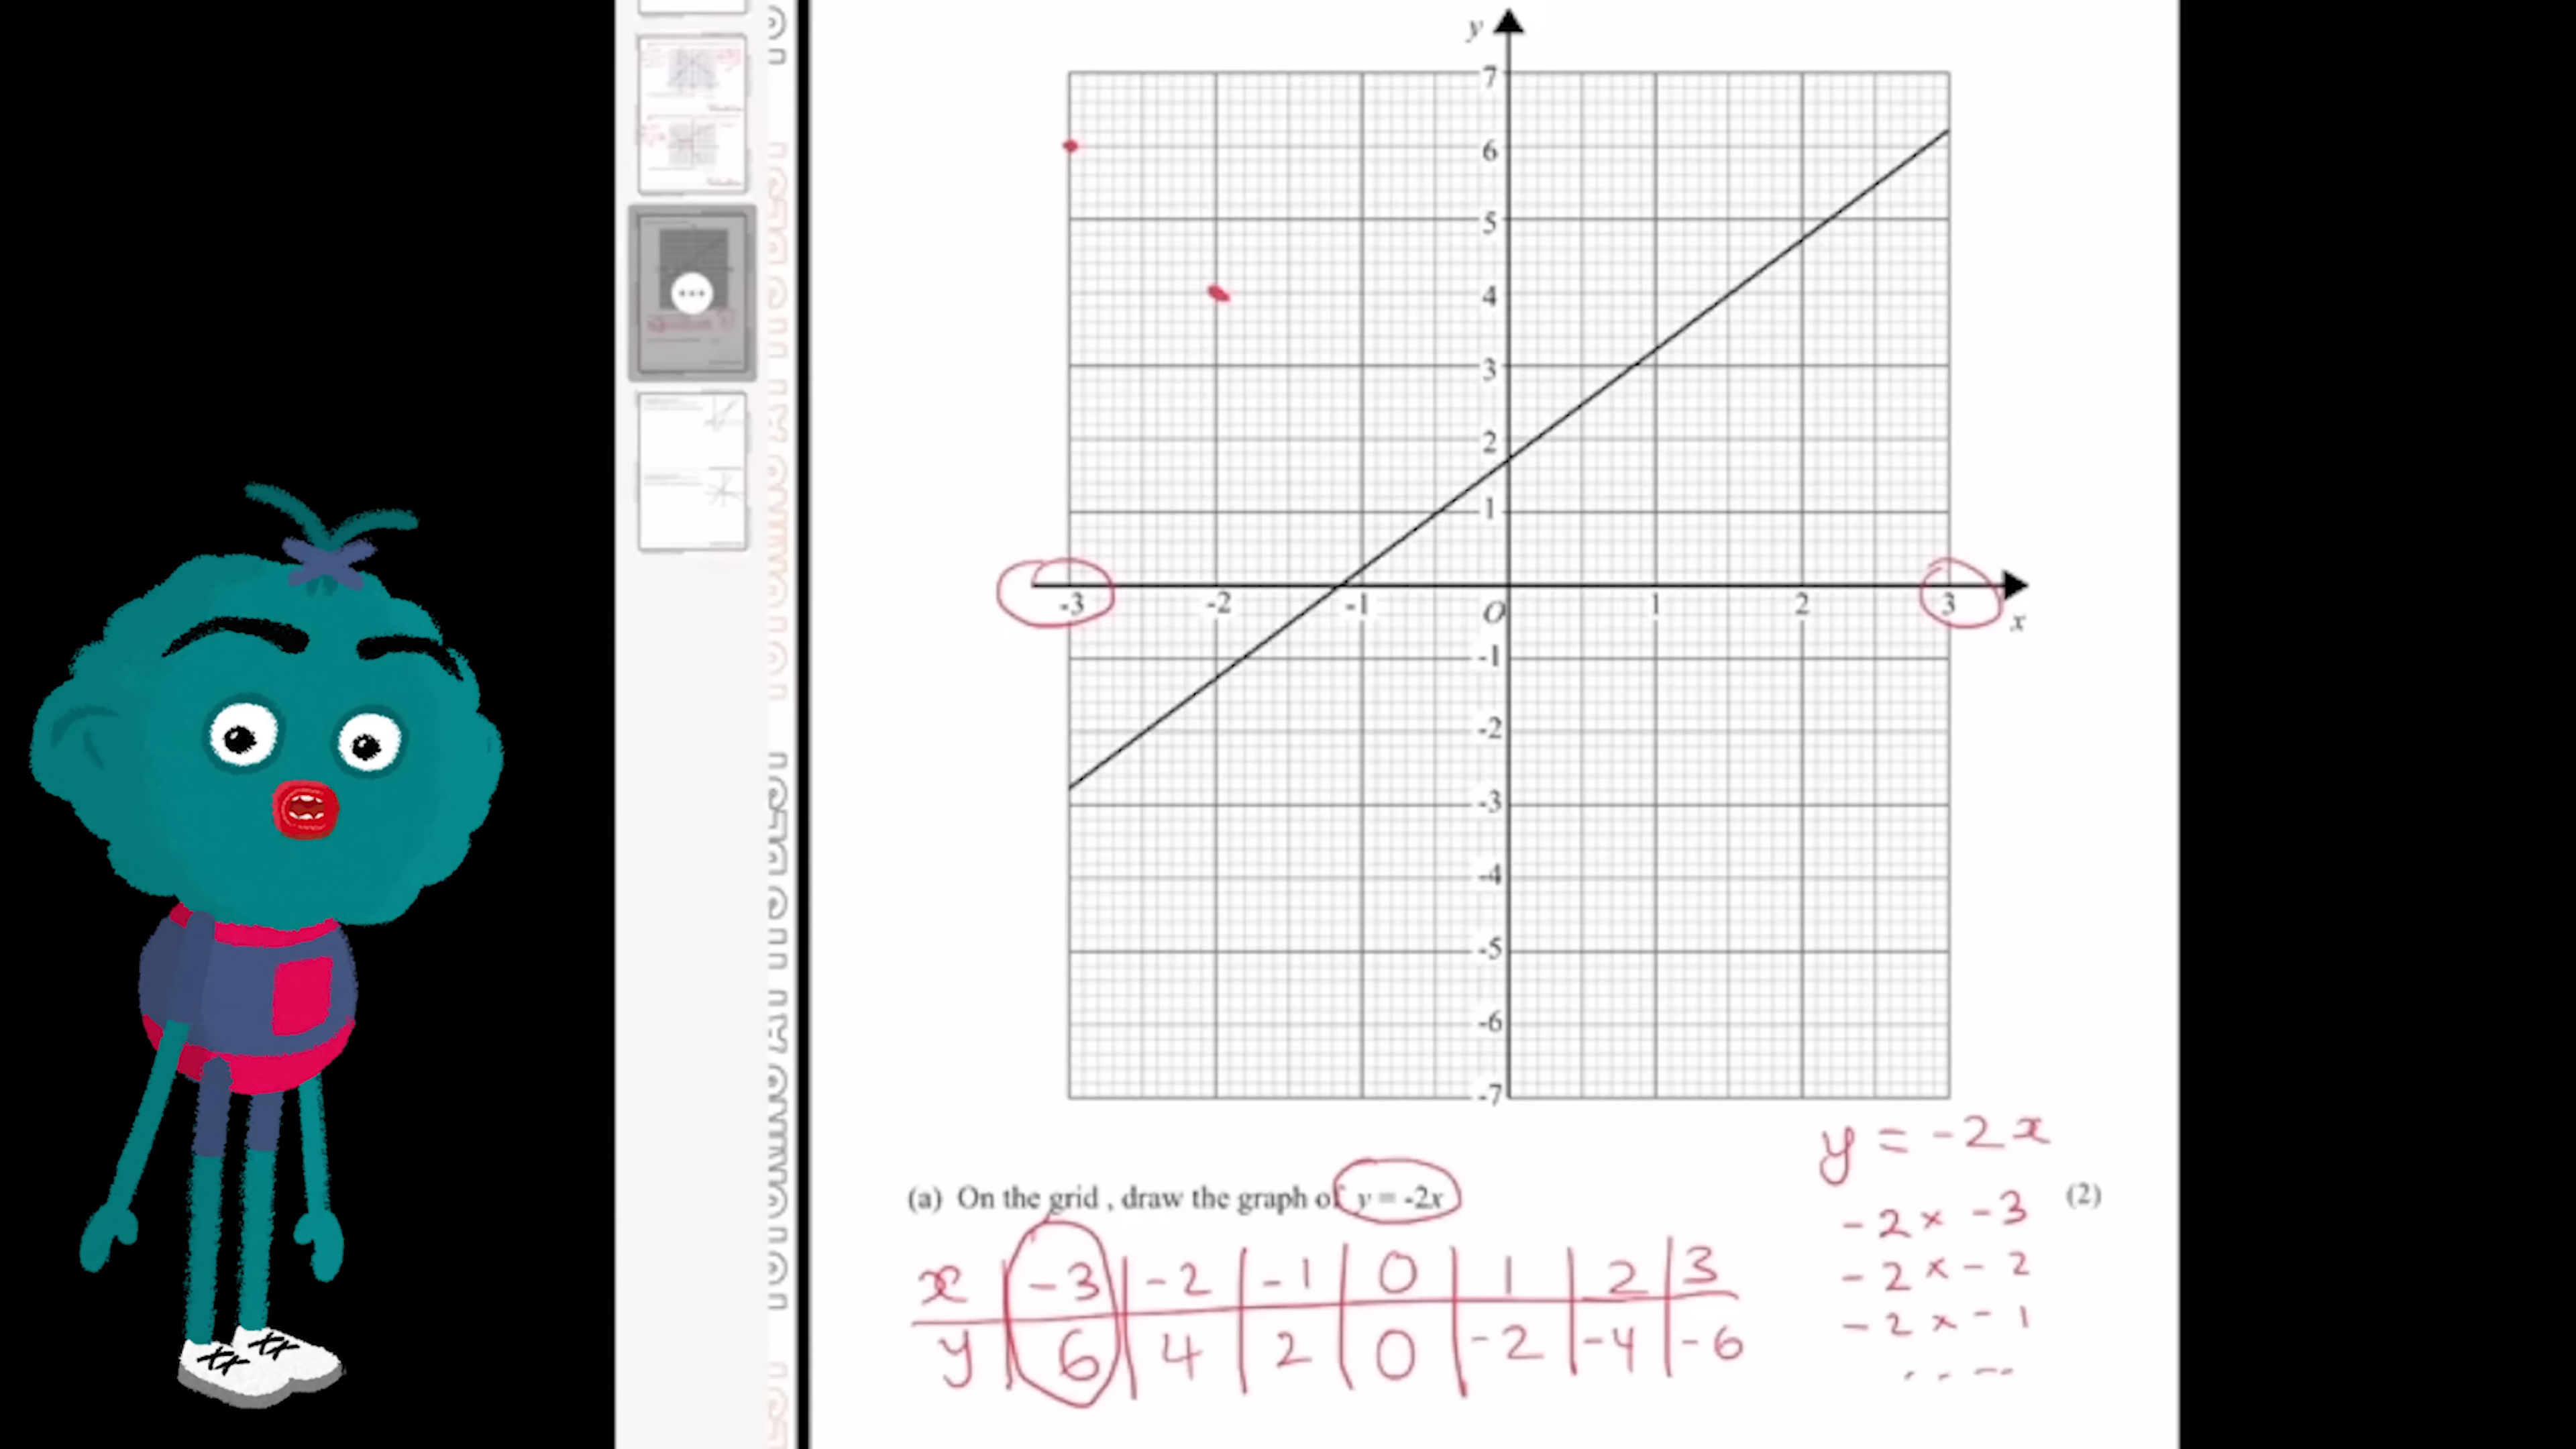 y
7
6
5
4
3
2
1
-3 -2 -1 O 1 2 3
x
-1
-2
-3
-4
-5
-6
-7
y = -2x
(a) On the grid , draw the graph of y = -2x (2)
-2 x -3
-2 x -2
-2 x -1
.. . --
x | -3 | -2 | -1 | 0 | 1 | 2 | 3
y | 6 | 4 | 2 | 0 | -2 | -4 | -6